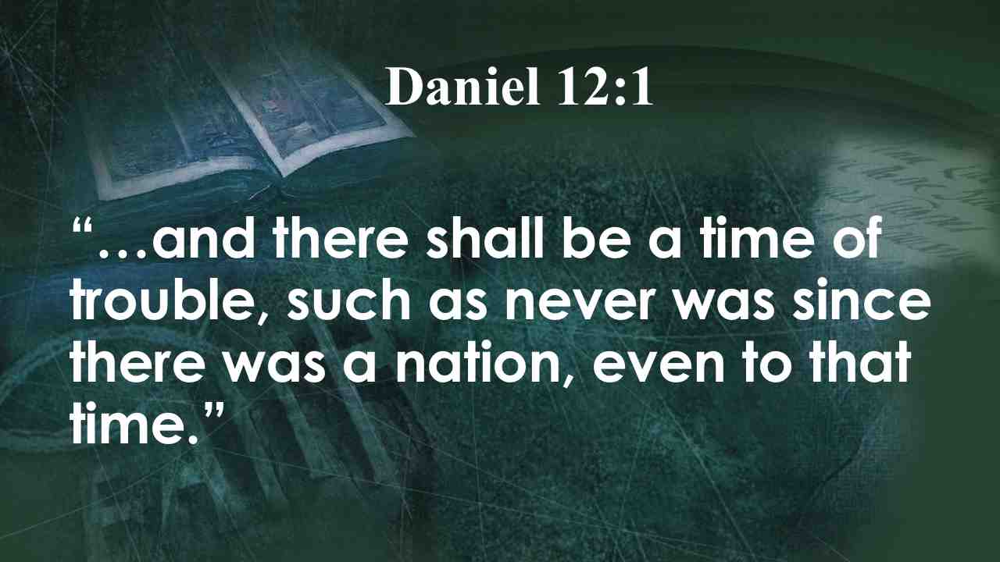 Daniel 12:1
“…and there shall be a time of
trouble, such as never was since
there was a nation, even to that
time.”